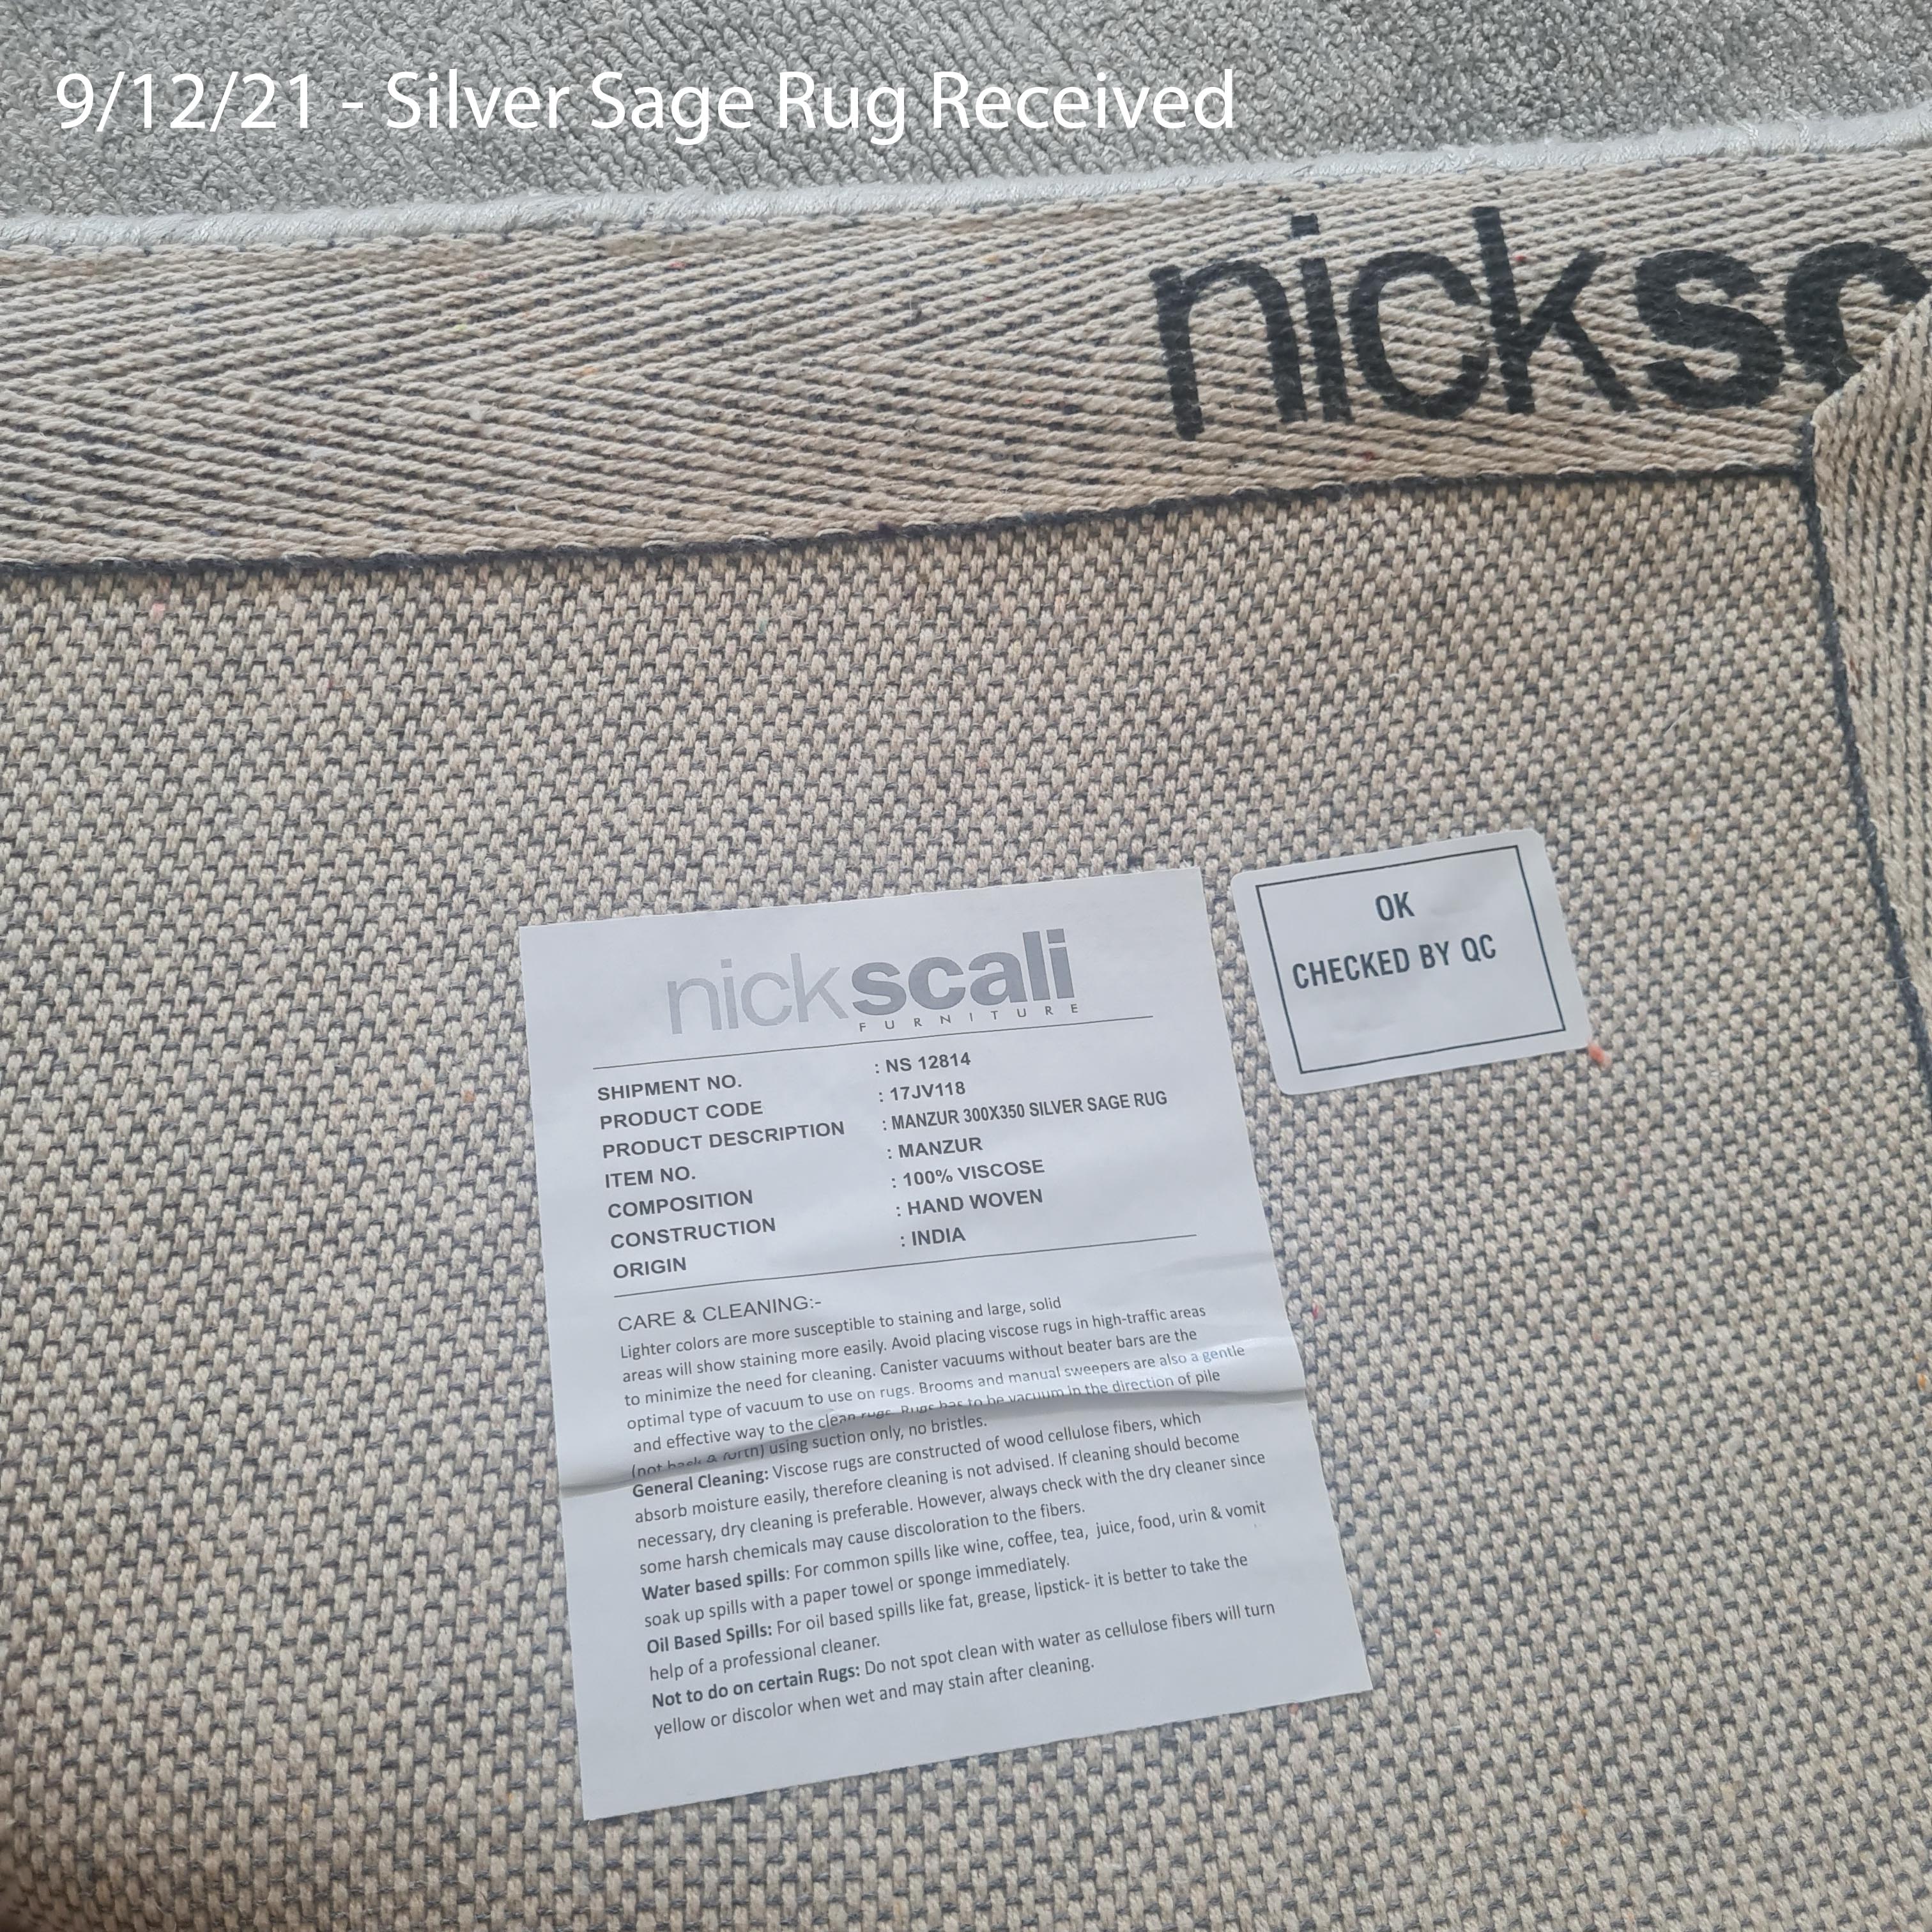 9/12/21 - Silver Sage Rug Received
nicksc
OK
CHECKED BY QC
nickscali
FURNITURE
SHIPMENT NO. : NS 12814
PRODUCT CODE : 17JV118
PRODUCT DESCRIPTION : MANZUR 300X350 SILVER SAGE RUG
ITEM NO. : MANZUR
COMPOSITION : 100% VISCOSE
CONSTRUCTION : HAND WOVEN
ORIGIN : INDIA
CARE & CLEANING:-
Lighter colors are more susceptible to staining and large, solid
areas will show staining more easily. Avoid placing viscose rugs in high-traffic areas
to minimize the need for cleaning. Canister vacuums without beater bars are the
optimal type of vacuum to use on rugs. Brooms and manual sweepers are also a gentle
and effective way to the clean rugs. Rugs has to be vacuum in the direction of pile
(not back & forth) using suction only, no bristles.
General Cleaning: Viscose rugs are constructed of wood cellulose fibers, which
absorb moisture easily, therefore cleaning is not advised. If cleaning should become
necessary, dry cleaning is preferable. However, always check with the dry cleaner since
some harsh chemicals may cause discoloration to the fibers.
Water based spills: For common spills like wine, coffee, tea, juice, food, urin & vomit
soak up spills with a paper towel or sponge immediately.
Oil Based Spills: For oil based spills like fat, grease, lipstick- it is better to take the
help of a professional cleaner.
Not to do on certain Rugs: Do not spot clean with water as cellulose fibers will turn
yellow or discolor when wet and may stain after cleaning.